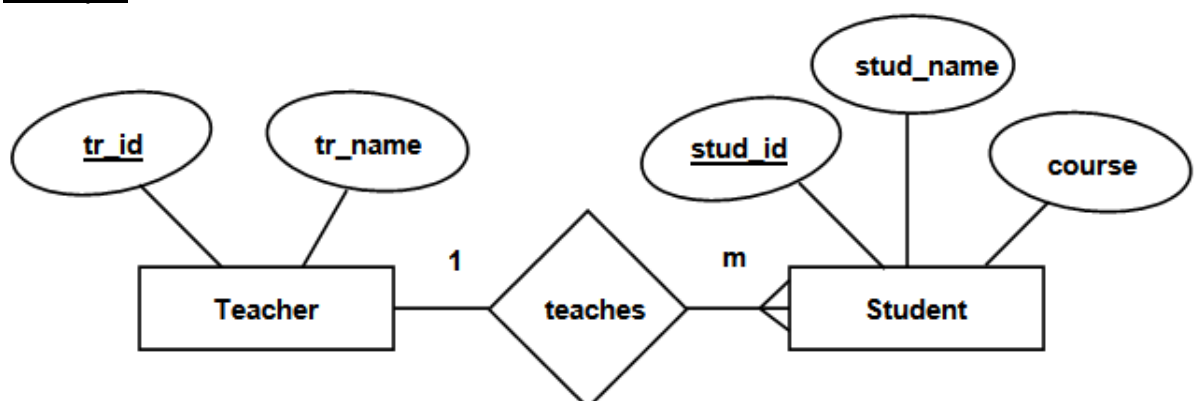 stud_name
tr_id
tr_name
stud_id
course
1
m
Teacher
teaches
Student